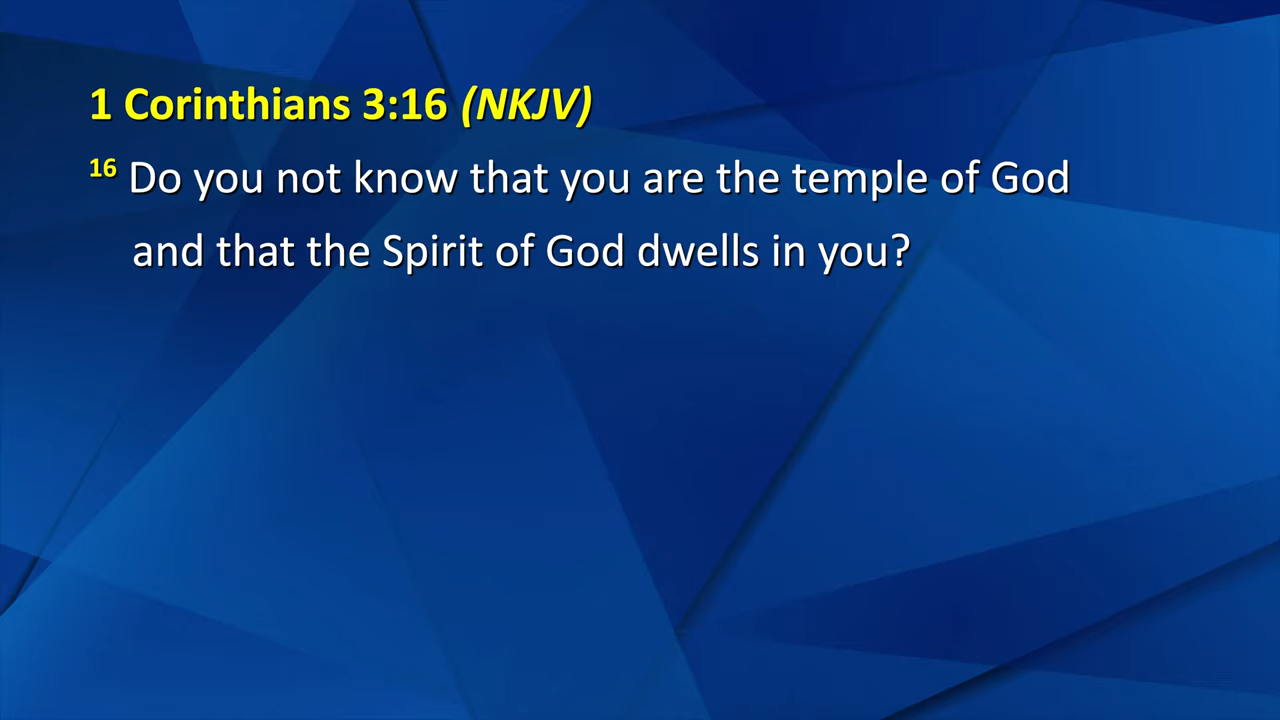 1 Corinthians 3:16 (NKJV)
16 Do you not know that you are the temple of God
and that the Spirit of God dwells in you?